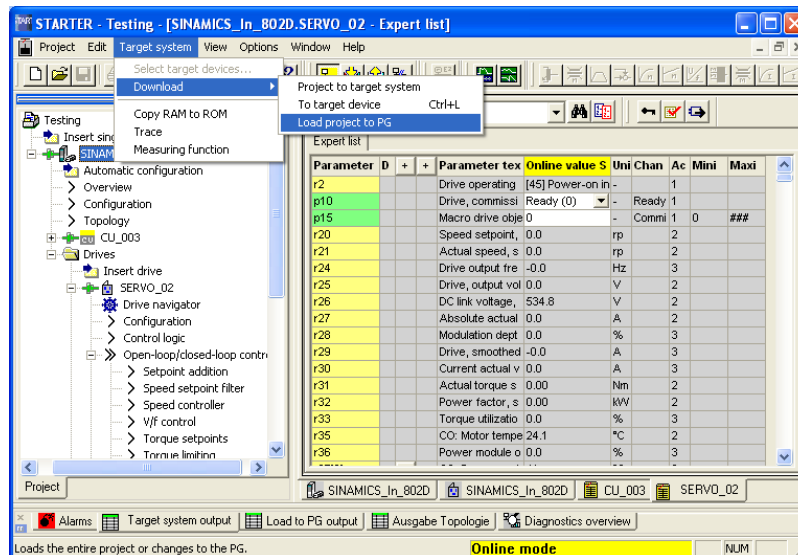 STARTER - Testing - [SINAMICS_In_802D.SERVO_02 - Expert list]
Project Edit Target system View Options Window Help
Select target devices...
Download
Copy RAM to ROM
Trace
Measuring function
Project to target system
To target device Ctrl+L
Load project to PG
Testing
Insert sing
SINAM
Automatic configuration
Overview
Configuration
Topology
CU_003
Drives
Insert drive
SERVO_02
Drive navigator
Configuration
Control logic
Open-loop/closed-loop contr
Setpoint addition
Speed setpoint filter
Speed controller
V/f control
Torque setpoints
Torque limiting
Project
Expert list
Parameter D + + Parameter tex Online value S Uni Chan Ac Mini Maxi
r2 Drive operating [45] Power-on in - 1
p10 Drive, commissi Ready (0) - Ready 1
p15 Macro drive obje 0 - Commi 1 0 ###
r20 Speed setpoint, 0.0 rp 2
r21 Actual speed, s 0.0 rp 2
r24 Drive output fre -0.0 Hz 3
r25 Drive, output vol 0.0 V 2
r26 DC link voltage, 534.8 V 2
r27 Absolute actual 0.0 A 2
r28 Modulation dept 0.0 % 3
r29 Drive, smoothed -0.0 A 3
r30 Current actual v 0.0 A 3
r31 Actual torque s 0.00 Nm 2
r32 Power factor, s 0.00 kW 2
r33 Torque utilizatio 0.0 % 3
r35 CO: Motor tempe 24.1 °C 2
r36 Power module o 0.0 % 3
SINAMICS_In_802D SINAMICS_In_802D CU_003 SERVO_02
Alarms Target system output Load to PG output Ausgabe Topologie Diagnostics overview
Loads the entire project or changes to the PG. Online mode NUM